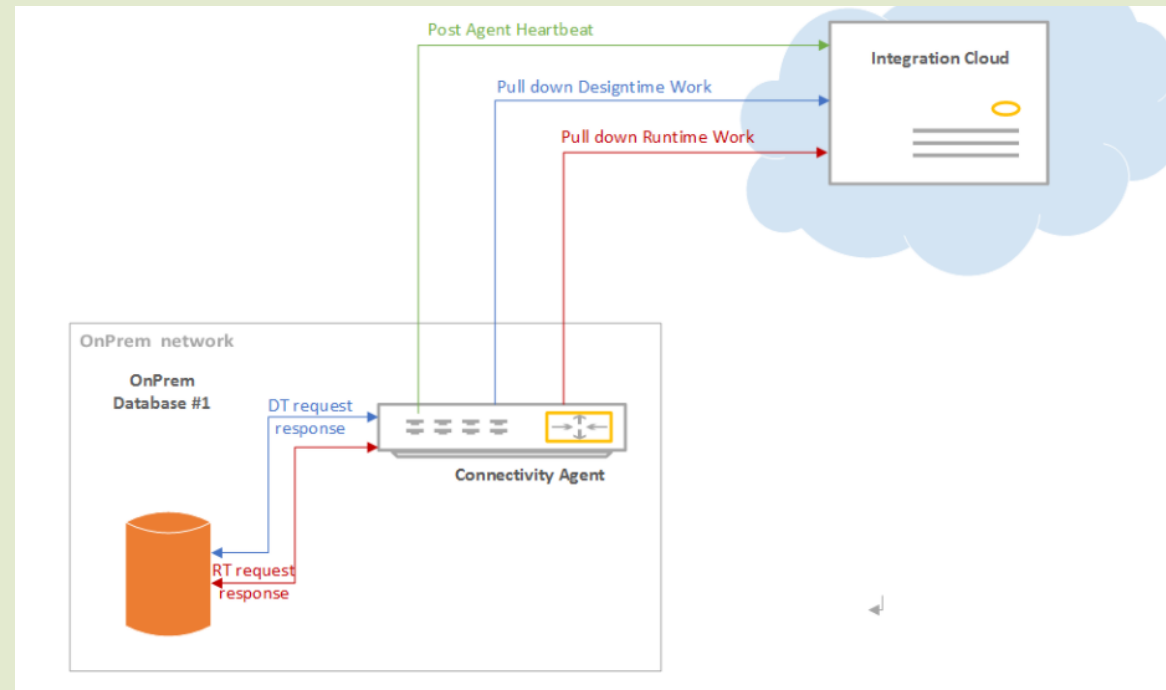 Post Agent Heartbeat
Integration Cloud
Pull down Designtime Work
Pull down Runtime Work
OnPrem network
OnPrem
Database #1
DT request
response
Connectivity Agent
RT request
response